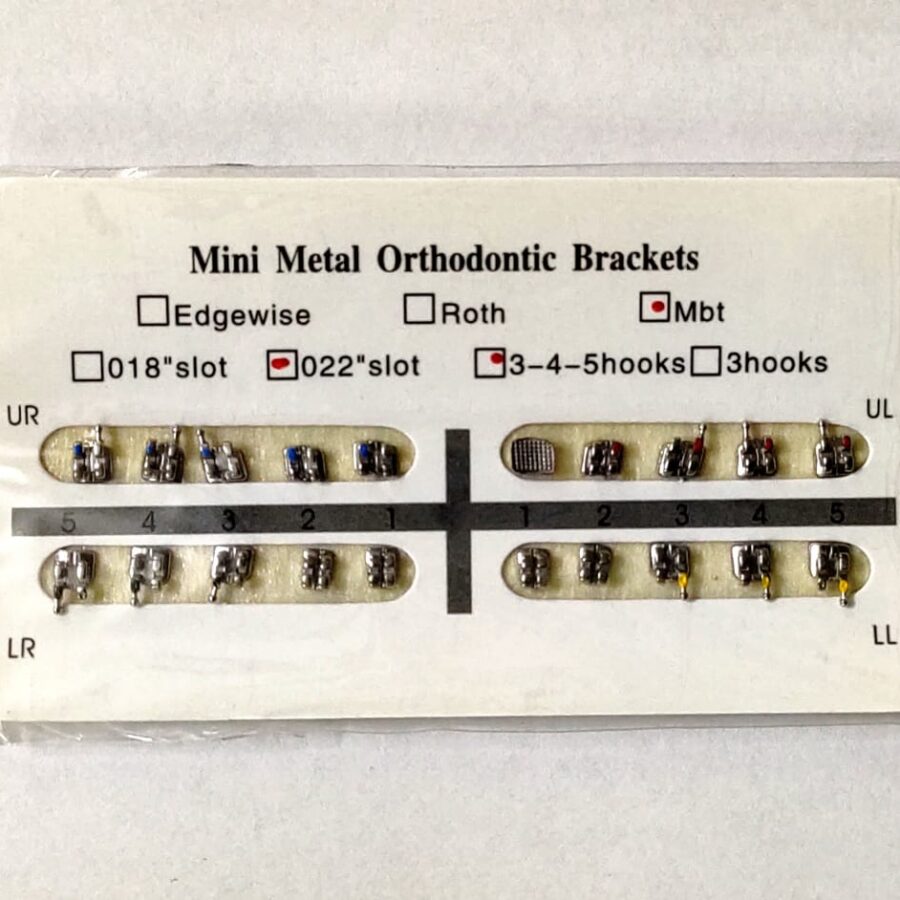 Mini Metal Orthodontic Brackets
Edgewise Roth Mbt
018"slot 022"slot 3-4-5hooks 3hooks
UR UL
5 4 3 2 1 1 2 3 4 5
LR LL